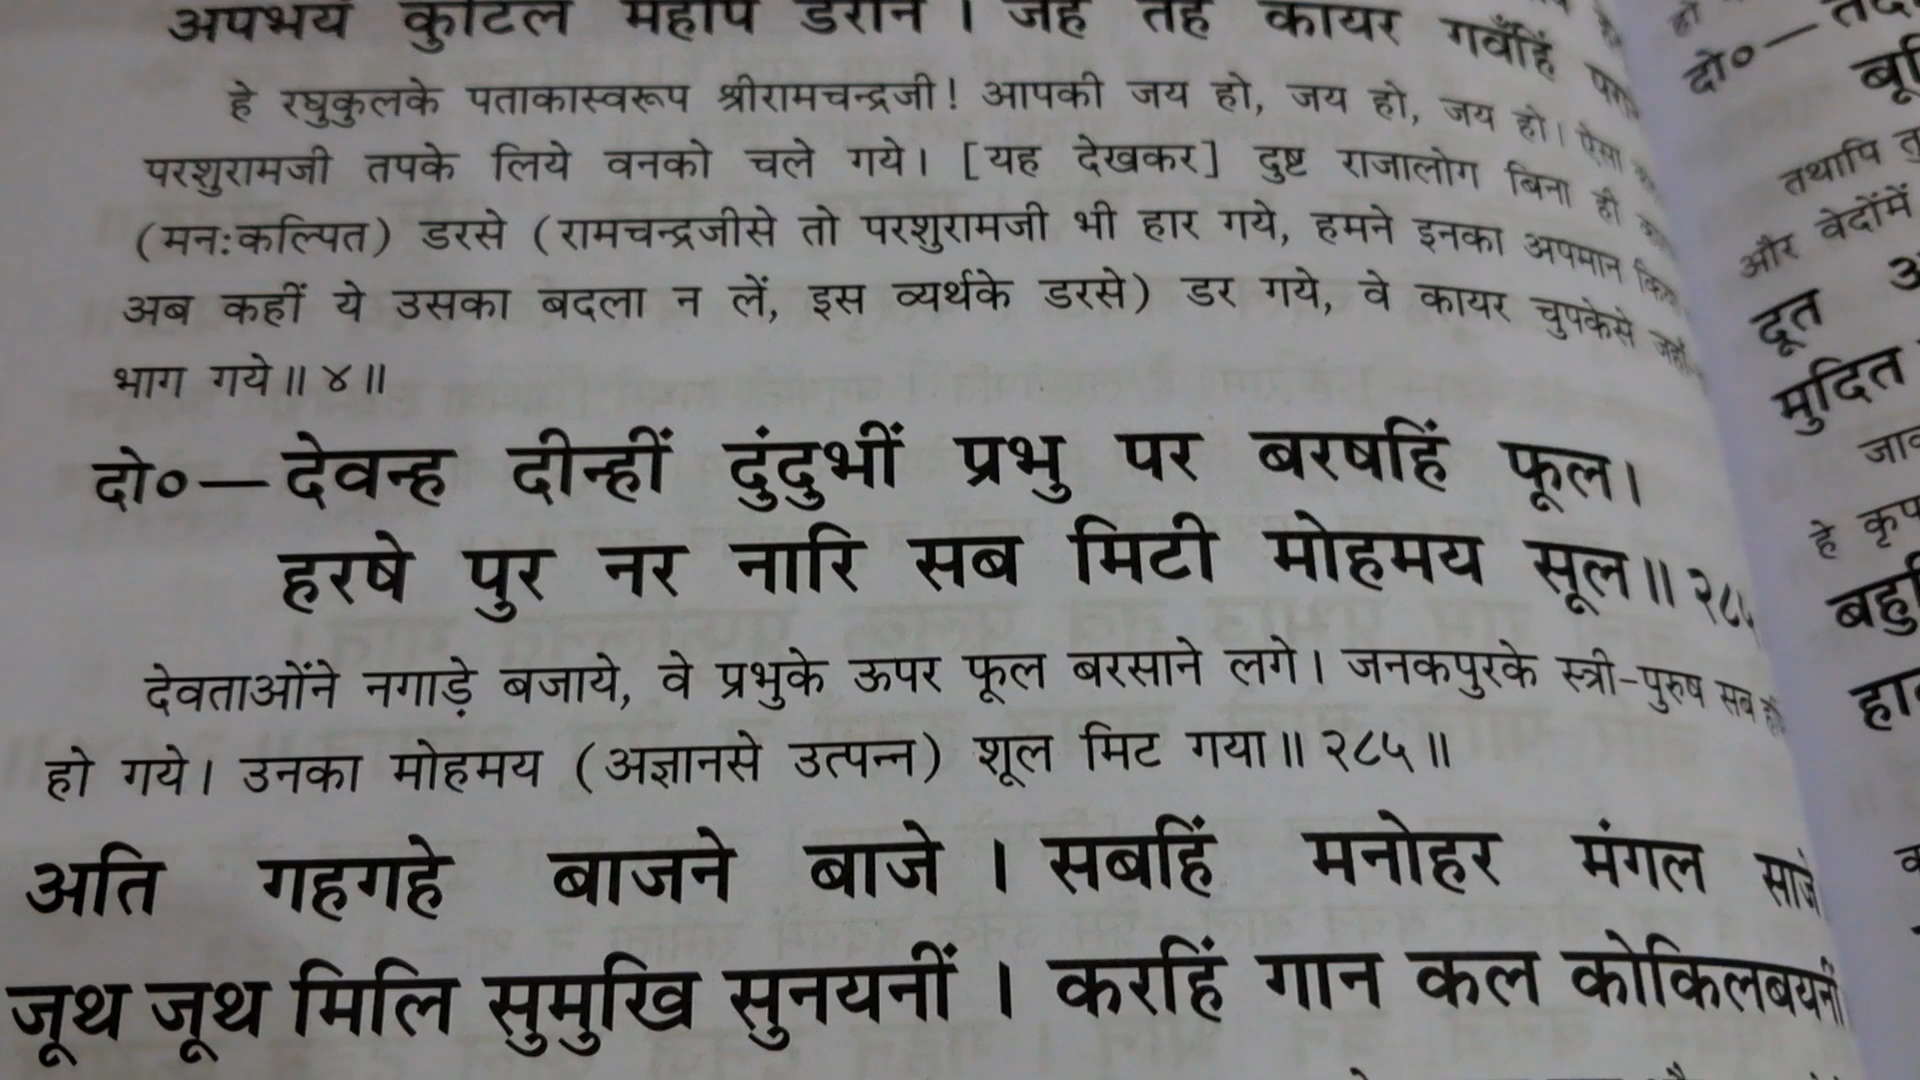 अपभयँ कुटिल महीप डेराने । जहँ तहँ कायर गवँहिं
हे रघुकुलके पताकास्वरूप श्रीरामचन्द्रजी! आपकी जय हो, जय हो, जय हो। ऐसा
परशुरामजी तपके लिये वनको चले गये। [यह देखकर] दुष्ट राजालोग बिना ही
(मन:कल्पित) डरसे (रामचन्द्रजीसे तो परशुरामजी भी हार गये, हमने इनका अपमान
अब कहीं ये उसका बदला न लें, इस व्यर्थके डरसे) डर गये, वे कायर चुपकेसे
भाग गये॥ ४॥
दो०—देवन्ह दीन्हीं दुंदुभीं प्रभु पर बरषहिं फूल।
हरषे पुर नर नारि सब मिटी मोहमय सूल॥
देवताओंने नगाड़े बजाये, वे प्रभुके ऊपर फूल बरसाने लगे। जनकपुरके स्त्री-पुरुष सब
हो गये। उनका मोहमय (अज्ञानसे उत्पन्न) शूल मिट गया॥ २८५॥
अति गहगहे बाजने बाजे । सबहिं मनोहर मंगल साजे
जूथ जूथ मिलि सुमुखि सुनयनीं । करहिं गान कल कोकिलबयनीं
दो०—
तथापि
और वेदोंमें
दूत
मुदित
हे